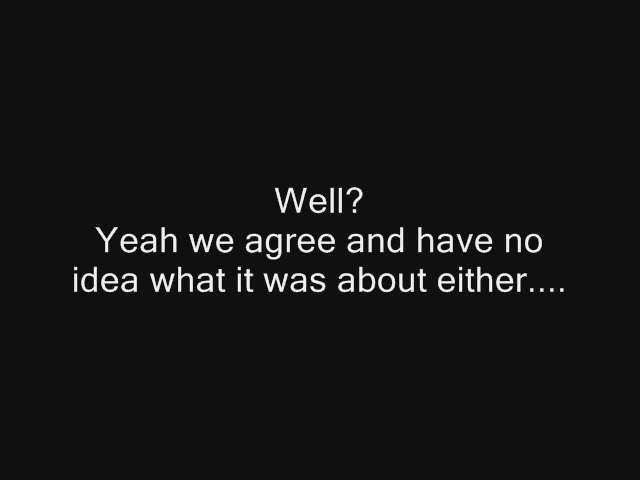 Well?
Yeah we agree and have no
idea what it was about either....